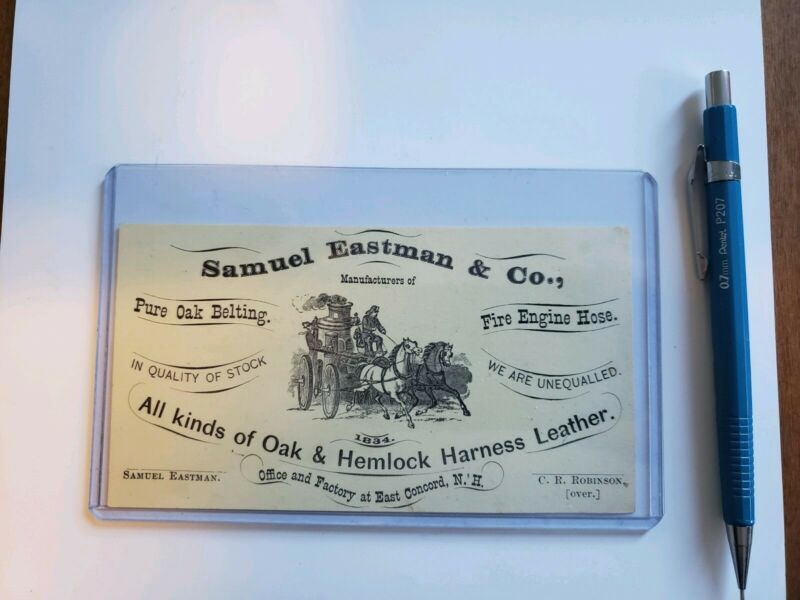 Samuel Eastman & Co.,
Manufacturers of
Pure Oak Belting.
Fire Engine Hose.
IN QUALITY OF STOCK
WE ARE UNEQUALLED.
1834.
All kinds of Oak & Hemlock Harness Leather.
Office and Factory at East Concord, N. H.
SAMUEL EASTMAN.
C. R. ROBINSON.
[over.]
0.7mm Pentel P207